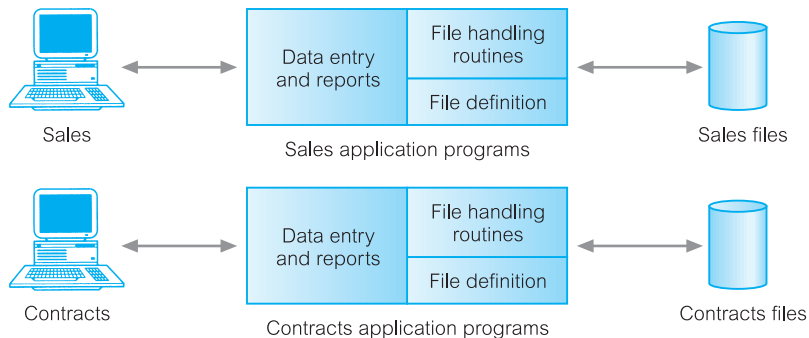 Data entry
and reports
File handling
routines
File definition
Sales
Sales application programs
Sales files
Data entry
and reports
File handling
routines
File definition
Contracts
Contracts application programs
Contracts files